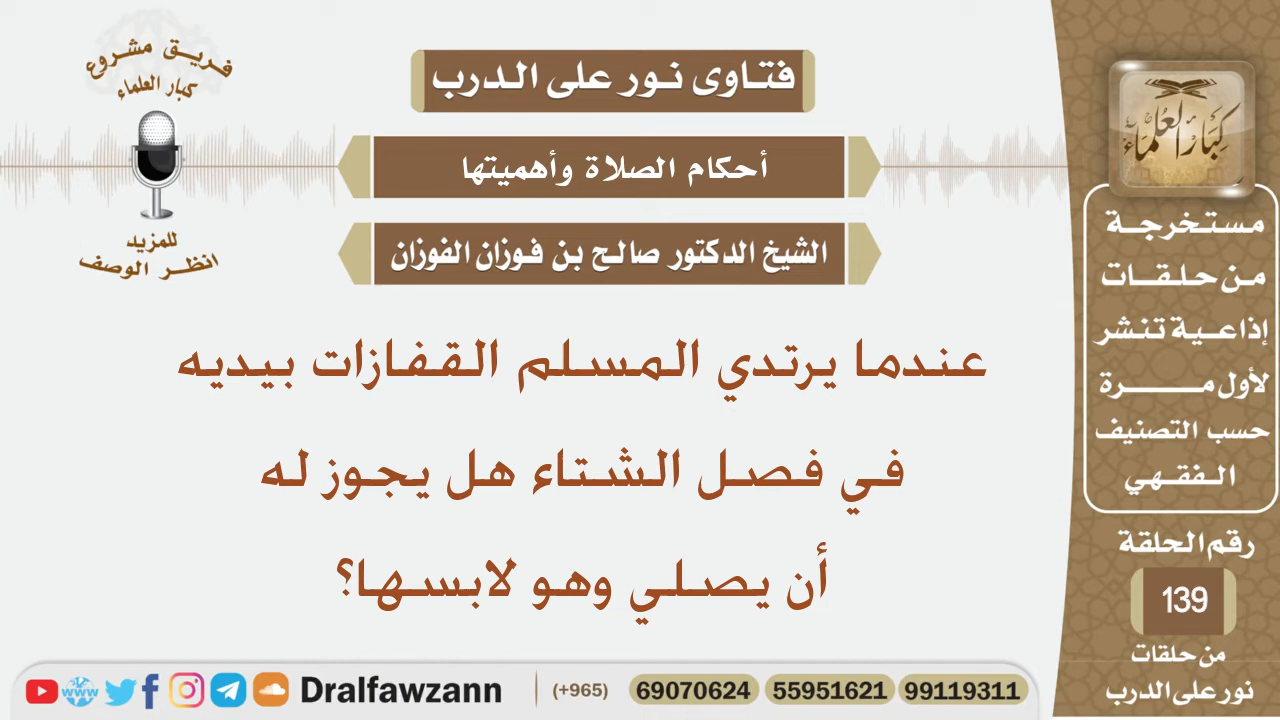 فتاوى نور على الدرب
أحكام الصلاة وأهميتها
الشيخ الدكتور صالح بن فوزان الفوزان
عندما يرتدي المسلم القفازات بيديه
في فصل الشتاء هل يجوز له
أن يصلي وهو لابسها؟
فريق مشروع
كبار العلماء
للمزيد
انظر الوصف
كبار العلماء
مستخرجة
من حلقات
إذاعية تنشر
لأول مرة
حسب التصنيف
الفقهي
رقم الحلقة
139
من حلقات
نور على الدرب
www Dralfawzann (+965) 69070624 55951621 99119311